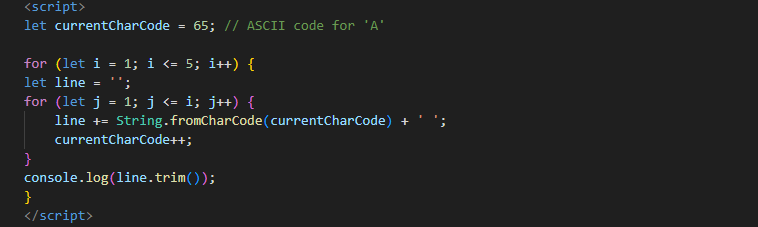 <script>
let currentCharCode = 65; // ASCII code for 'A'
for (let i = 1; i <= 5; i++) {
let line = '';
for (let j = 1; j <= i; j++) {
line += String.fromCharCode(currentCharCode) + ' ';
currentCharCode++;
}
console.log(line.trim());
}
</script>